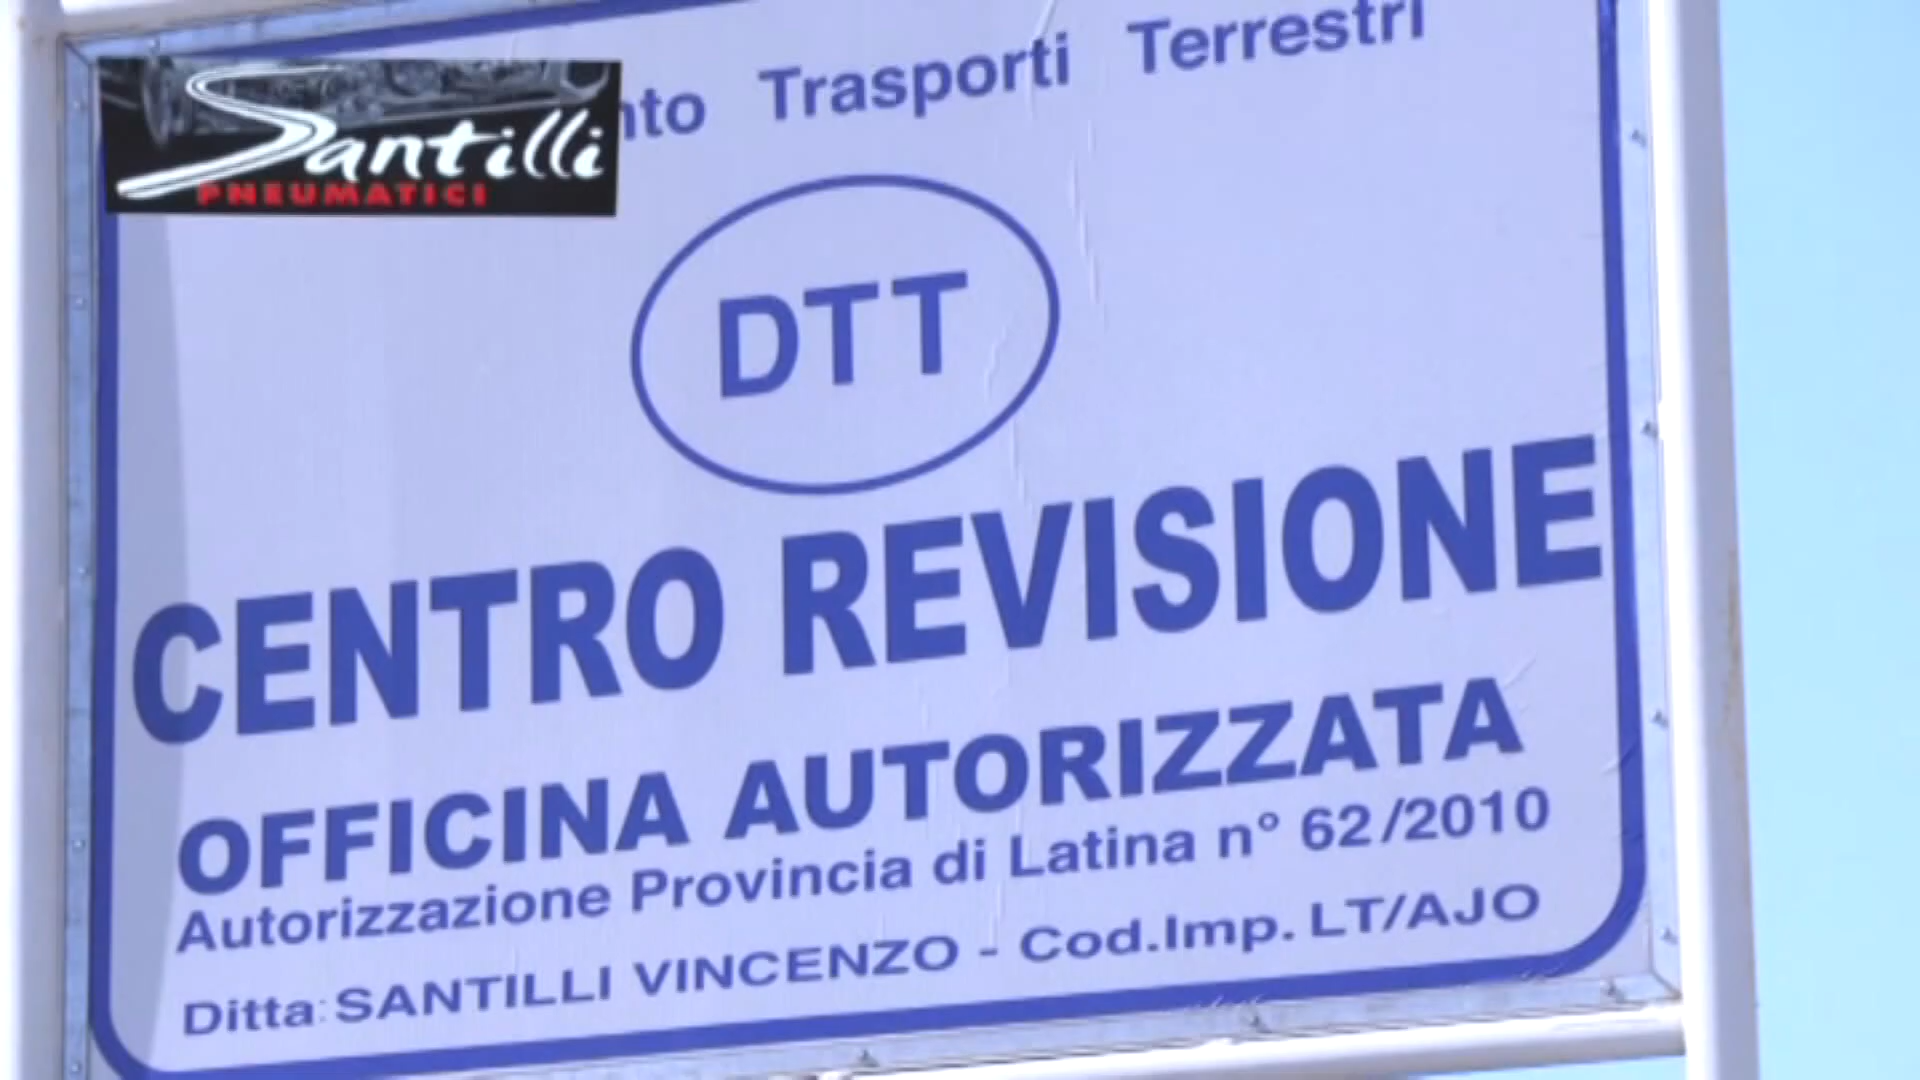 Santilli
PNEUMATICI
nto Trasporti Terrestri
DTT
CENTRO REVISIONE
OFFICINA AUTORIZZATA
Autorizzazione Provincia di Latina n° 62/2010
Ditta: SANTILLI VINCENZO - Cod.Imp. LT/AJO